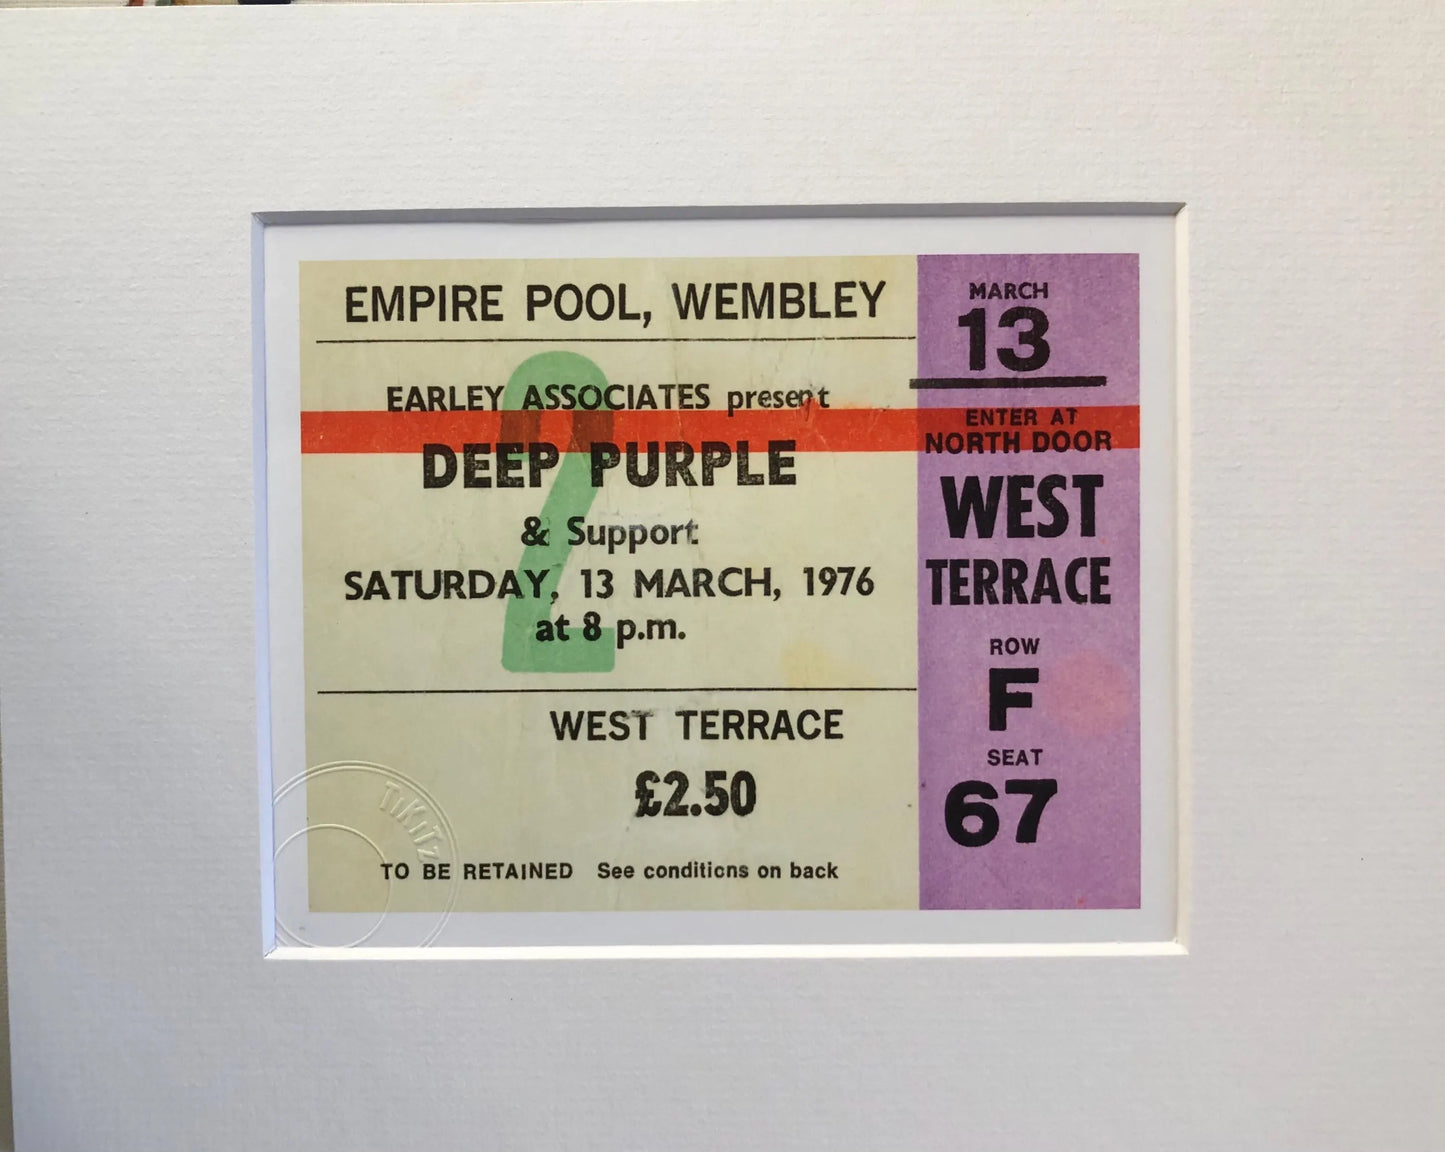 EMPIRE POOL, WEMBLEY
EARLEY ASSOCIATES present
2
DEEP PURPLE
& Support
SATURDAY, 13 MARCH, 1976
at 8 p.m.
WEST TERRACE
£2.50
TO BE RETAINED See conditions on back
TiKiTz
MARCH
13
ENTER AT
NORTH DOOR
WEST
TERRACE
ROW
F
SEAT
67